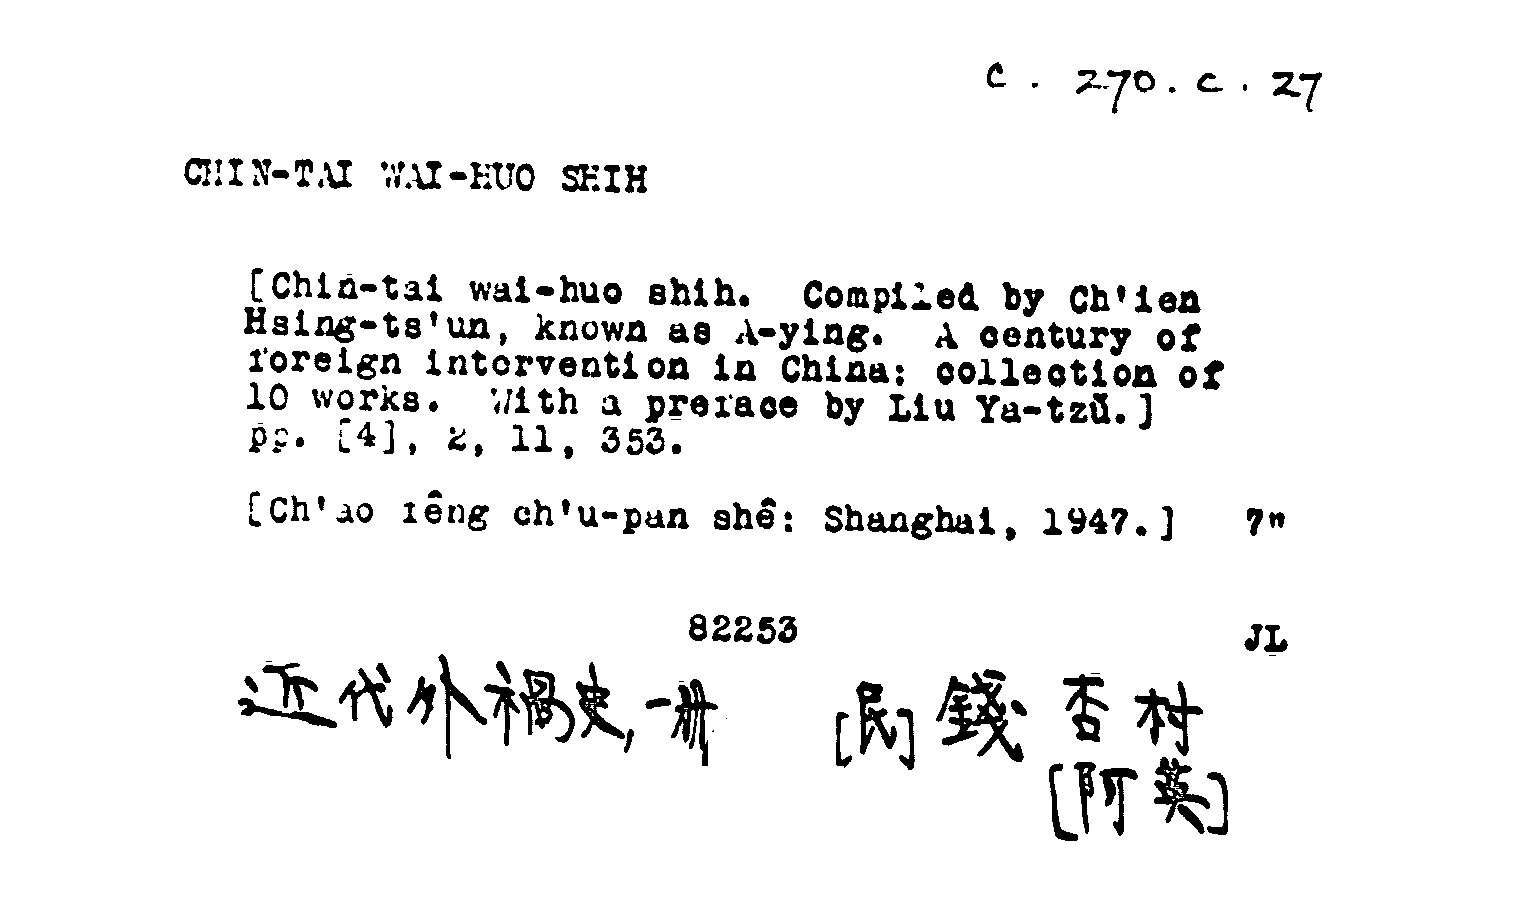 C. 270. C. 27
CHIN-TAI WAI-HUO SHIH
[Chin-tai wai-huo shih. Compiled by Ch'ien
Hsing-ts'un, known as A-ying. A century of
foreign intervention in China: collection of
10 works. With a preface by Liu Ya-tzŭ.]
pp. [4], 2, 11, 353.
[Ch'ao fêng ch'u-pan shê: Shanghai, 1947.] 7"
82253 JL
近代外禍史, 一冊 [民] 錢杏村
[阿英]